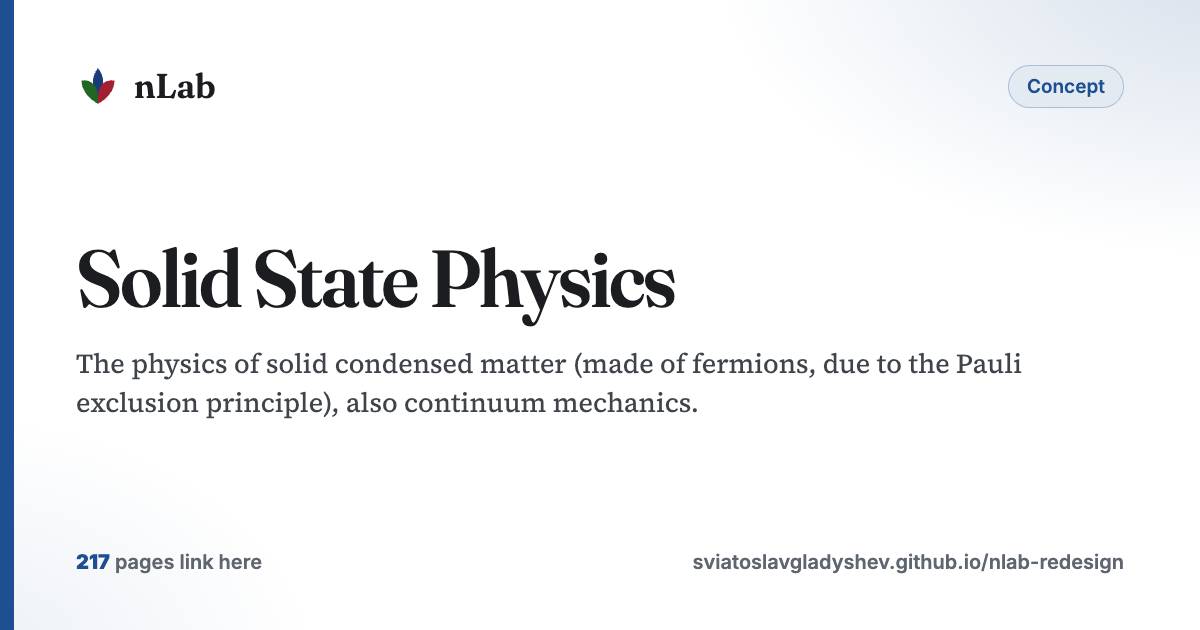 nLab
Concept
Solid State Physics
The physics of solid condensed matter (made of fermions, due to the Pauli
exclusion principle), also continuum mechanics.
217 pages link here
sviatoslavgladyshev.github.io/nlab-redesign